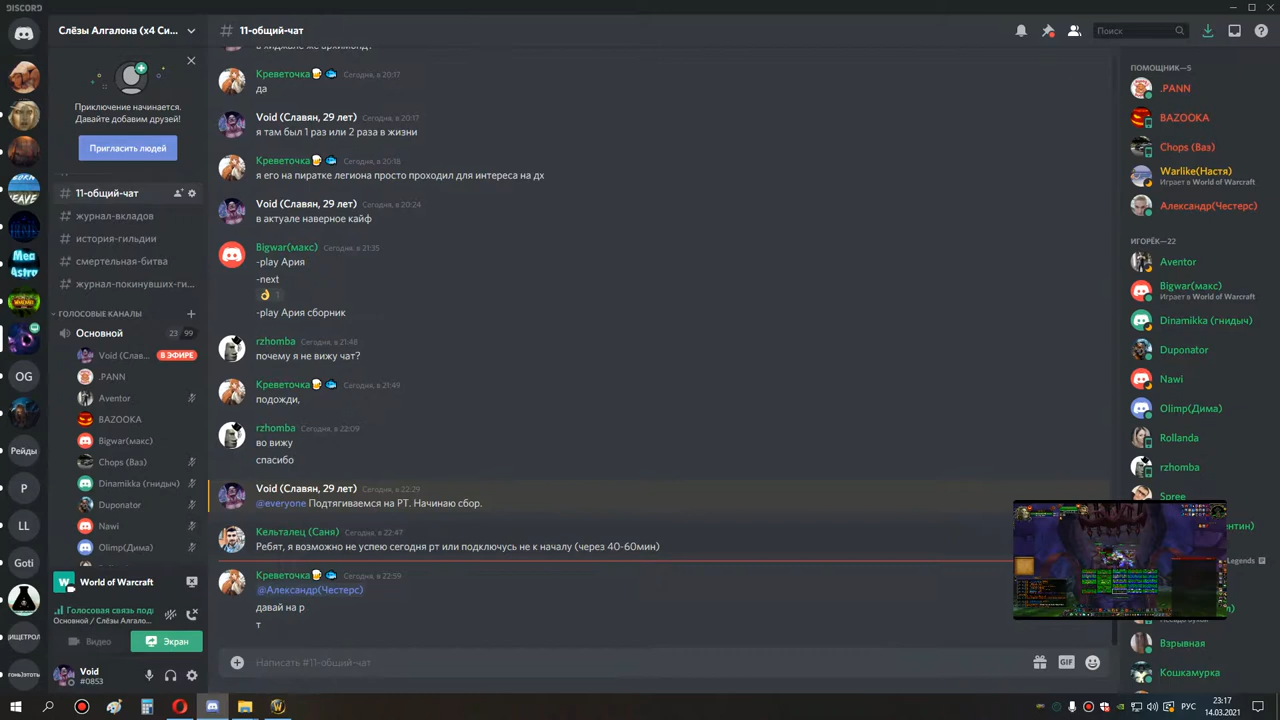 DISCORD
Слёзы Алгалона (x4 Си...
11-общий-чат
Поиск
Приключение начинается.
Давайте добавим друзей!
Пригласить людей
11-общий-чат
журнал-вкладов
история-гильдии
смертельная-битва
журнал-покинувших-ги...
ГОЛОСОВЫЕ КАНАЛЫ
Основной 23 99
Void (Слав... В ЭФИРЕ
.PANN
Aventor
BAZOOKA
Bigwar(макс)
Chops (Ваз)
Dinamikka (гнидыч)
Duponator
Nawi
Olimp(Дима)
World of Warcraft
Голосовая связь подк
Основной / Слёзы Алгало...
Видео
Экран
Void
#0853
OG
Рейды
P
LL
Goti
Креветочка Сегодня, в 20:17
да
Void (Славян, 29 лет) Сегодня, в 20:17
я там был 1 раз или 2 раза в жизни
Креветочка Сегодня, в 20:18
я его на пиратке легиона просто проходил для интереса на дх
Void (Славян, 29 лет) Сегодня, в 20:24
в актуале наверное кайф
Bigwar(макс) Сегодня, в 21:35
-play Ария
-next
1
-play Ария сборник
rzhomba Сегодня, в 21:48
почему я не вижу чат?
Креветочка Сегодня, в 21:49
подожди,
rzhomba Сегодня, в 22:09
во вижу
спасибо
Void (Славян, 29 лет) Сегодня, в 22:29
@everyone Подтягиваемся на РТ. Начинаю сбор.
Кельталец (Саня) Сегодня, в 22:47
Ребят, я возможно не успею сегодня рт или подключусь не к началу (через 40-60мин)
Креветочка Сегодня, в 22:59
@Александр(Честерс)
давай на р
т
Написать #11-общий-чат
GIF
ПОМОЩНИК—5
.PANN
BAZOOKA
Chops (Ваз)
Warlike(Настя)
Играет в World of Warcraft
Александр(Честерс)
ИГОРЁК—22
Aventor
Bigwar(макс)
Играет в World of Warcraft
Dinamikka (гнидыч)
Duponator
Nawi
Olimp(Дима)
Rollanda
rzhomba
Spree
Legends
Взрывная
Кошкамурка
РУС
23:17
14.03.2021